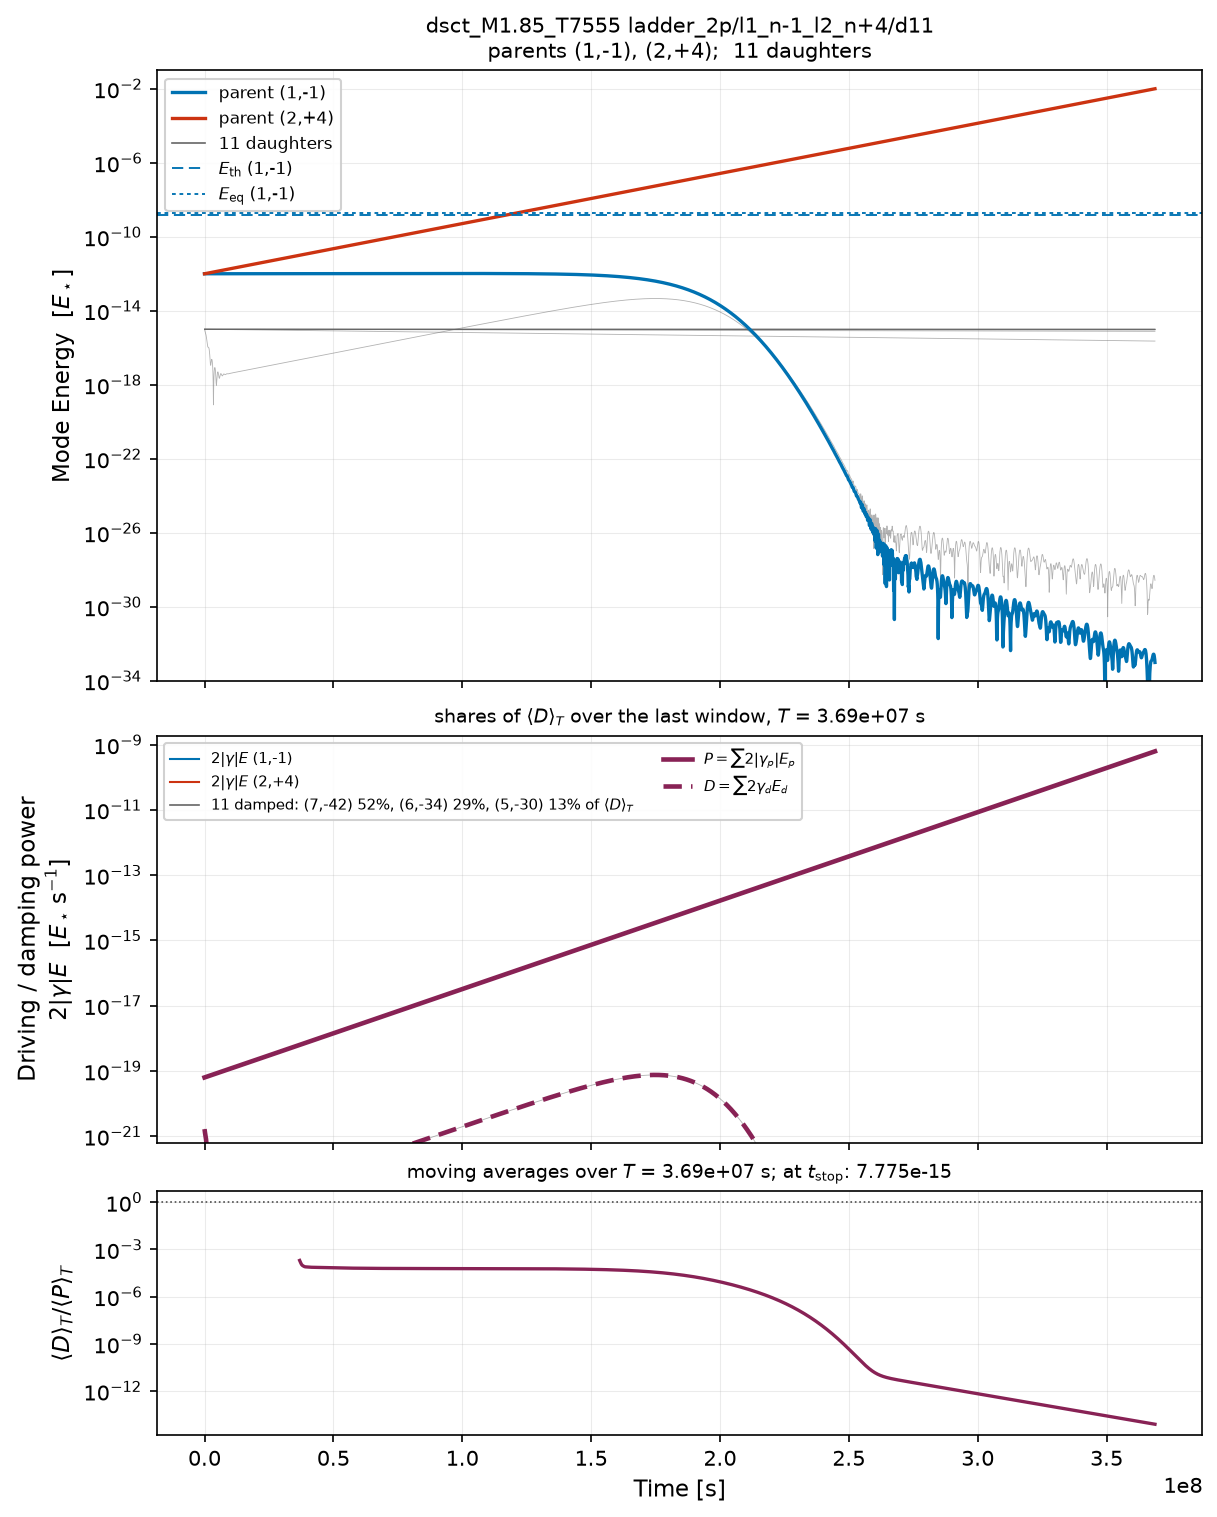 dsct_M1.85_T7555 ladder_2p/l1_n-1_l2_n+4/d11
parents (1,-1), (2,+4);  11 daughters
parent (1,-1)
parent (2,+4)
11 daughters
E_th (1,-1)
E_eq (1,-1)
Mode Energy [E⋆]
10^−2
10^−6
10^−10
10^−14
10^−18
10^−22
10^−26
10^−30
10^−34
shares of ⟨D⟩_T over the last window, T = 3.69e+07 s
2|γ|E (1,-1)
2|γ|E (2,+4)
11 damped: (7,-42) 52%, (6,-34) 29%, (5,-30) 13% of ⟨D⟩_T
P = ∑2|γ_p|E_p
D = ∑2γ_d E_d
Driving / damping power
2|γ|E [E⋆ s^−1]
10^−9
10^−11
10^−13
10^−15
10^−17
10^−19
10^−21
moving averages over T = 3.69e+07 s; at t_stop: 7.775e-15
⟨D⟩_T/⟨P⟩_T
10^0
10^−3
10^−6
10^−9
10^−12
0.0 0.5 1.0 1.5 2.0 2.5 3.0 3.5
1e8
Time [s]